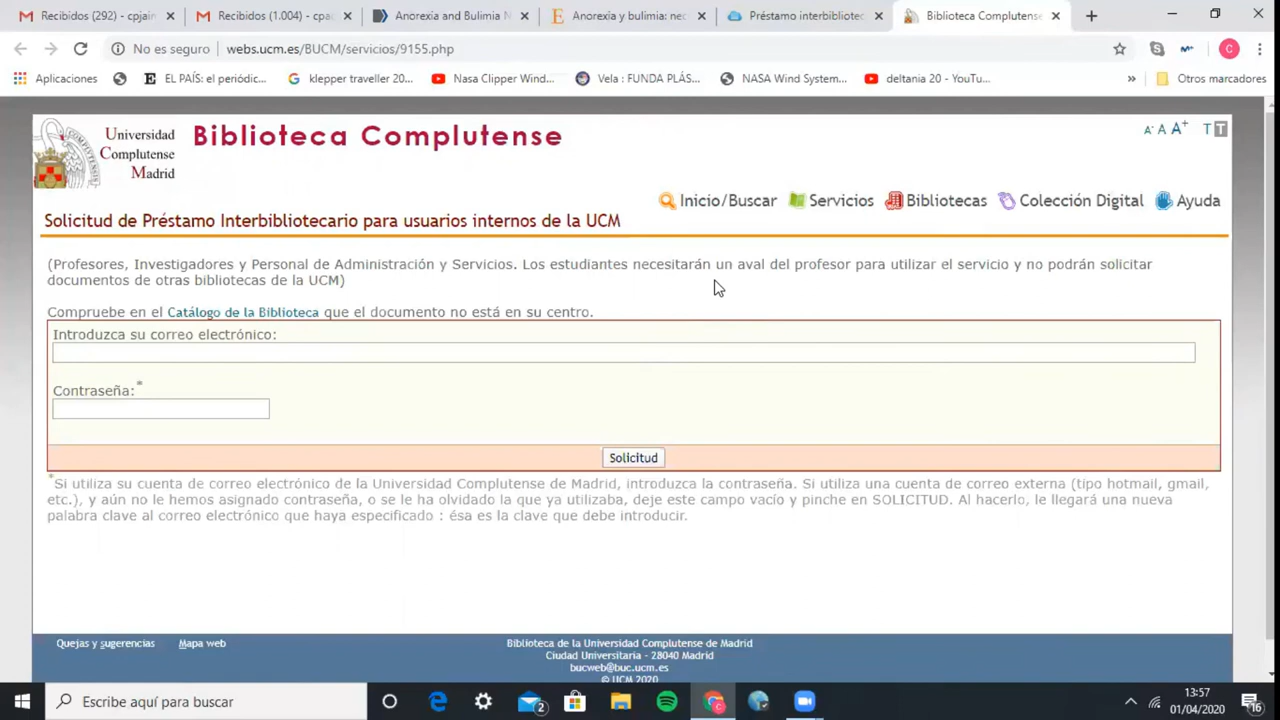 Recibidos (292) - cpjain
Recibidos (1.004) - cpai
Anorexia and Bulimia N
Anorexia y bulimia: nec
Préstamo interbibliotec
Biblioteca Complutense
No es seguro
webs.ucm.es/BUCM/servicios/9155.php
Aplicaciones
EL PAÍS: el periódic...
klepper traveller 20...
Nasa Clipper Wind...
Vela : FUNDA PLÁS...
NASA Wind System...
deltania 20 - YouTu...
»
Otros marcadores
Universidad
Complutense
Madrid
Biblioteca Complutense
A- A A+ T T
Inicio/Buscar
Servicios
Bibliotecas
Colección Digital
Ayuda
Solicitud de Préstamo Interbibliotecario para usuarios internos de la UCM
(Profesores, Investigadores y Personal de Administración y Servicios. Los estudiantes necesitarán un aval del profesor para utilizar el servicio y no podrán solicitar
documentos de otras bibliotecas de la UCM)
Compruebe en el Catálogo de la Biblioteca que el documento no está en su centro.
Introduzca su correo electrónico:
Contraseña:*
Solicitud
*Si utiliza su cuenta de correo electrónico de la Universidad Complutense de Madrid, introduzca la contraseña. Si utiliza una cuenta de correo externa (tipo hotmail, gmail,
etc.), y aún no le hemos asignado contraseña, o se le ha olvidado la que ya utilizaba, deje este campo vacío y pinche en SOLICITUD. Al hacerlo, le llegará una nueva
palabra clave al correo electrónico que haya especificado : ésa es la clave que debe introducir.
Quejas y sugerencias
Mapa web
Biblioteca de la Universidad Complutense de Madrid
Ciudad Universitaria - 28040 Madrid
bucweb@buc.ucm.es
© UCM 2020
Escribe aquí para buscar
2
13:57
01/04/2020
16